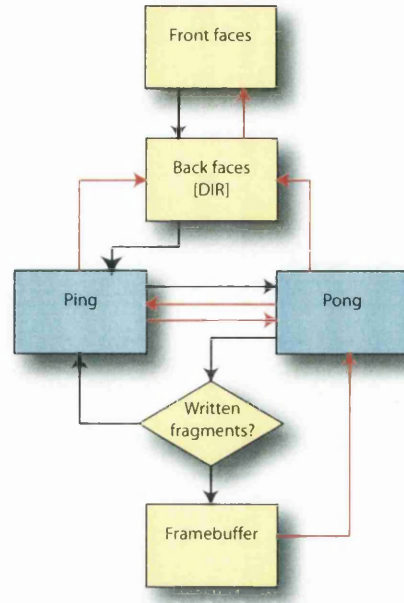 Front faces
Back faces
[DIR]
Ping
Pong
Written
fragments?
Framebuffer